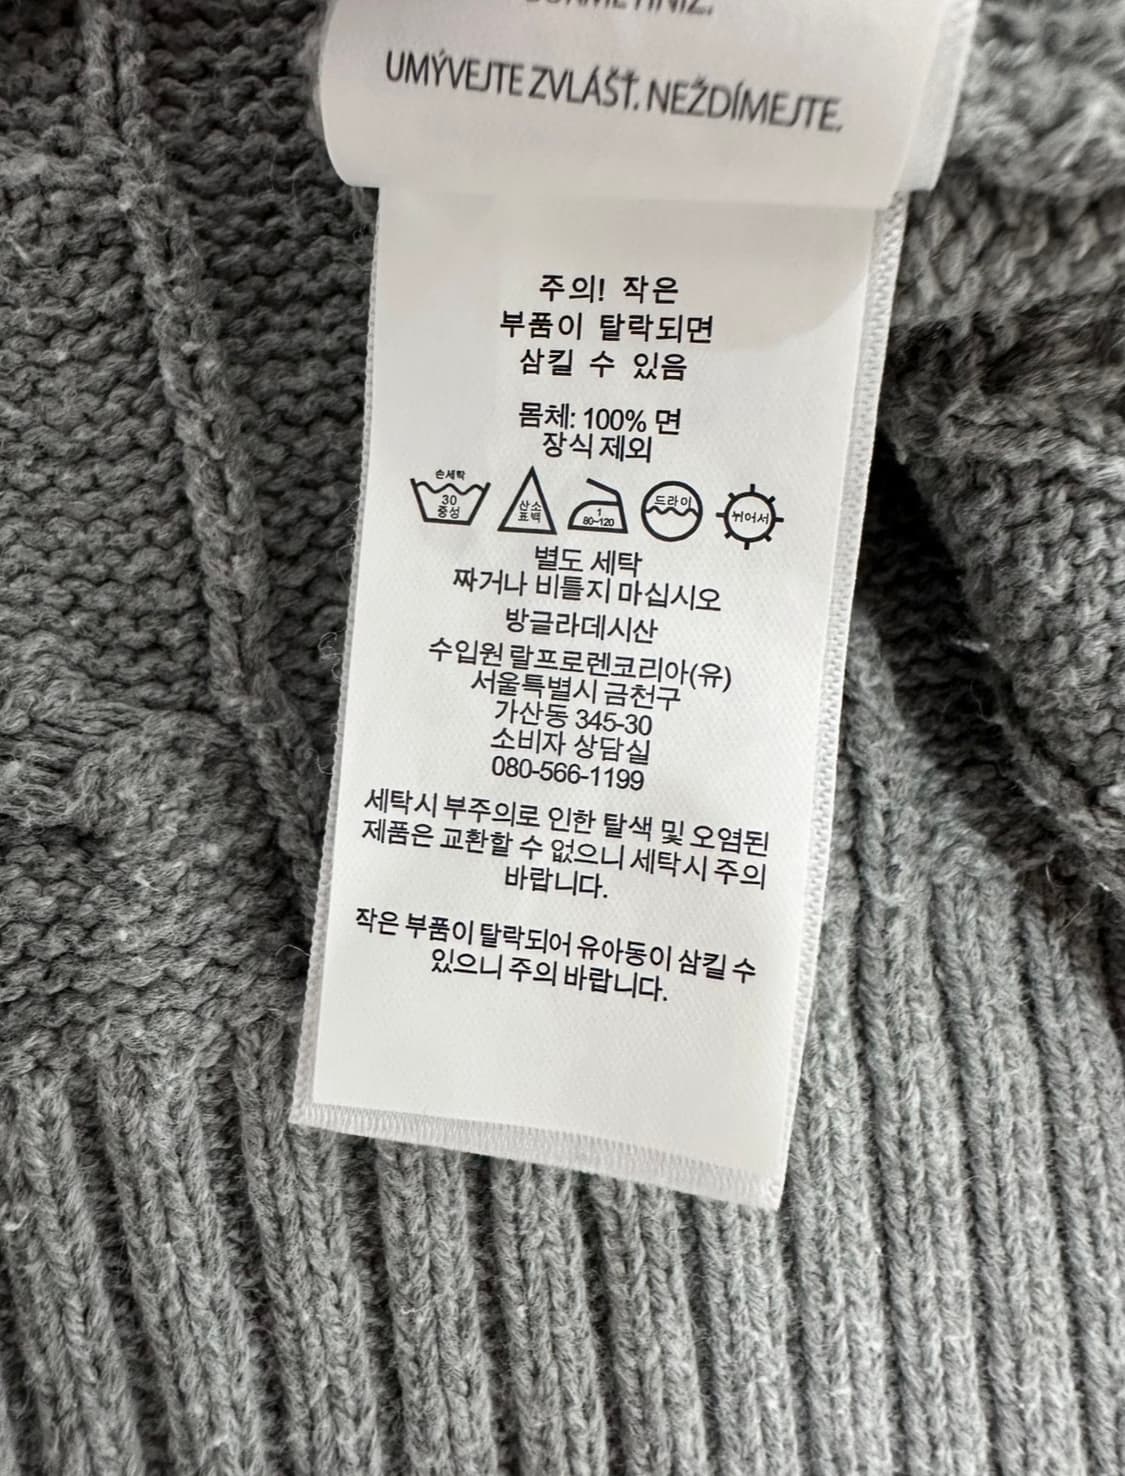 UMÝVEJTE ZVLÁŠŤ. NEŽDÍMEJTE.
주의! 작은
부품이 탈락되면
삼킬 수 있음
몸체: 100% 면
장식 제외
손세탁
30
중성
산소
표백
1
80~120
드라이
뉘어서
별도 세탁
짜거나 비틀지 마십시오
방글라데시산
수입원 랄프로렌코리아(유)
서울특별시 금천구
가산동 345-30
소비자 상담실
080-566-1199
세탁시 부주의로 인한 탈색 및 오염된
제품은 교환할 수 없으니 세탁시 주의
바랍니다.
작은 부품이 탈락되어 유아동이 삼킬 수
있으니 주의 바랍니다.